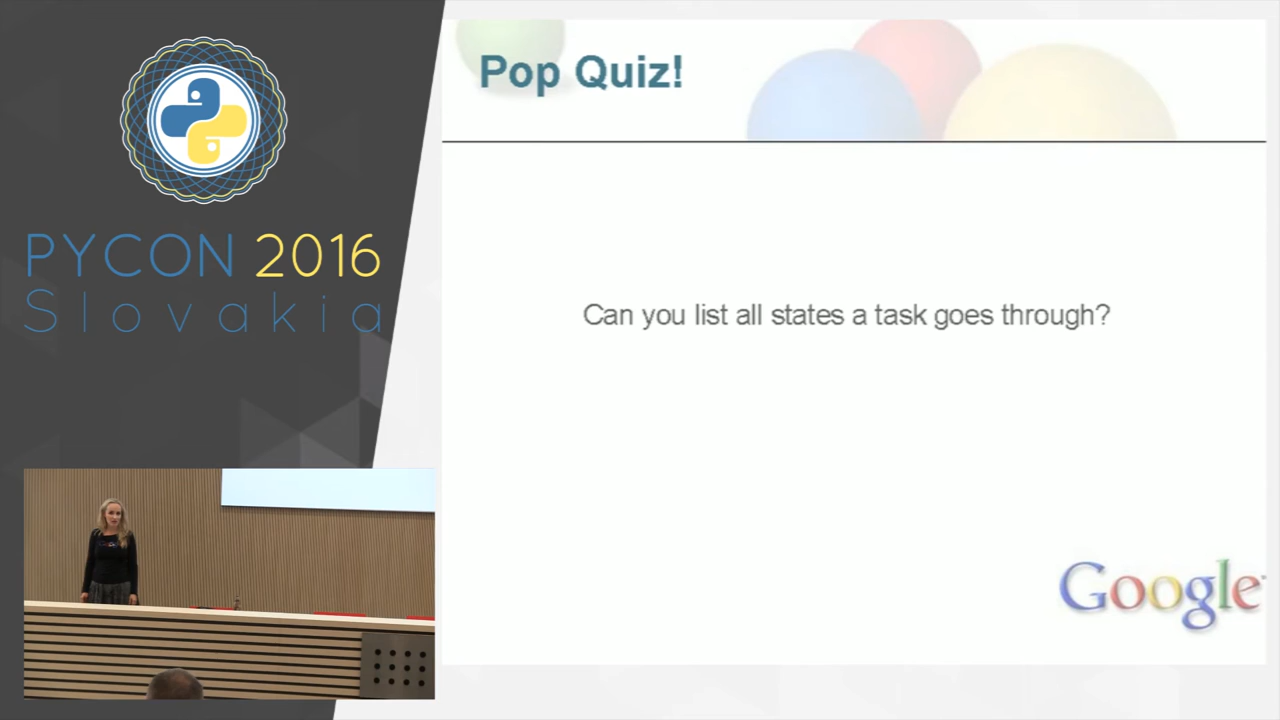 PYCON 2016
Slovakia
Pop Quiz!
Can you list all states a task goes through?
Google